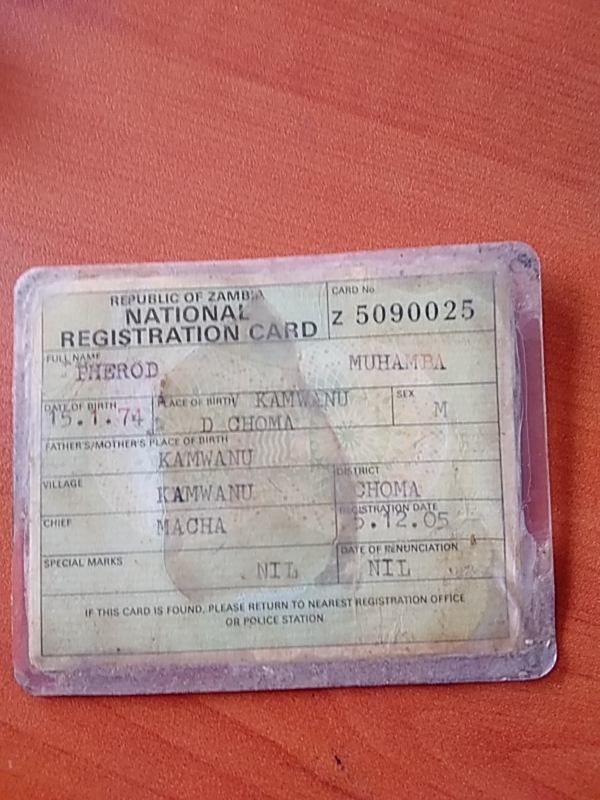 REPUBLIC OF ZAMBIA
NATIONAL
REGISTRATION CARD
CARD No.
Z 5090025
FULL NAME
PHEROD MUHAMBA
DATE OF BIRTH
15.1.74
PLACE OF BIRTH KAMWANU
D CHOMA
SEX
M
FATHER'S/MOTHER'S PLACE OF BIRTH
KAMWANU
VILLAGE KAMWANU
DISTRICT
CHOMA
CHIEF MACHA
REGISTRATION DATE
5.12.05
SPECIAL MARKS
NIL
DATE OF RENUNCIATION
NIL
IF THIS CARD IS FOUND, PLEASE RETURN TO NEAREST REGISTRATION OFFICE
OR POLICE STATION.